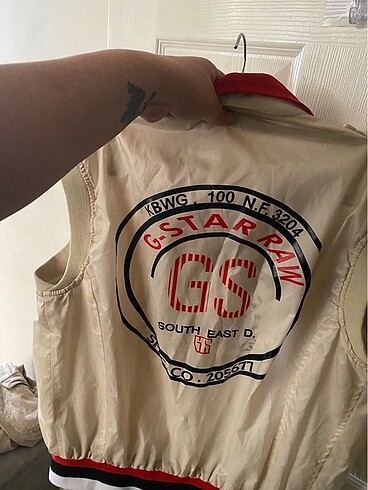 KBWG . 100 N.F. 3204
G-STAR RAW
GS
SOUTH EAST D.
CO . 205671